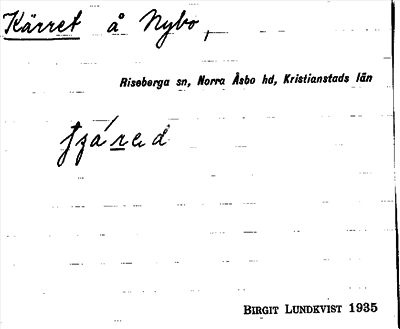 Kärret å Nybo,
Riseberga sn, Norra Åsbo hd, Kristianstads län
BIRGIT LUNDKVIST 1935